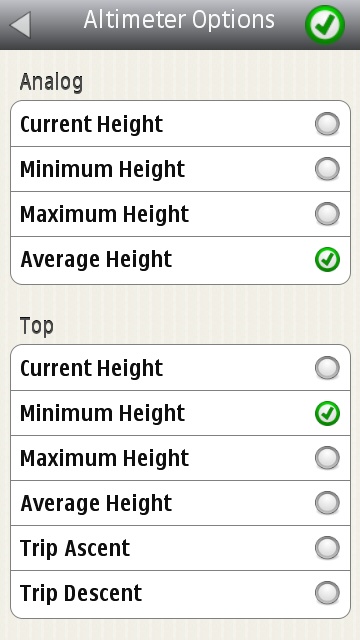 Altimeter Options
Analog
Current Height
Minimum Height
Maximum Height
Average Height
Top
Current Height
Minimum Height
Maximum Height
Average Height
Trip Ascent
Trip Descent